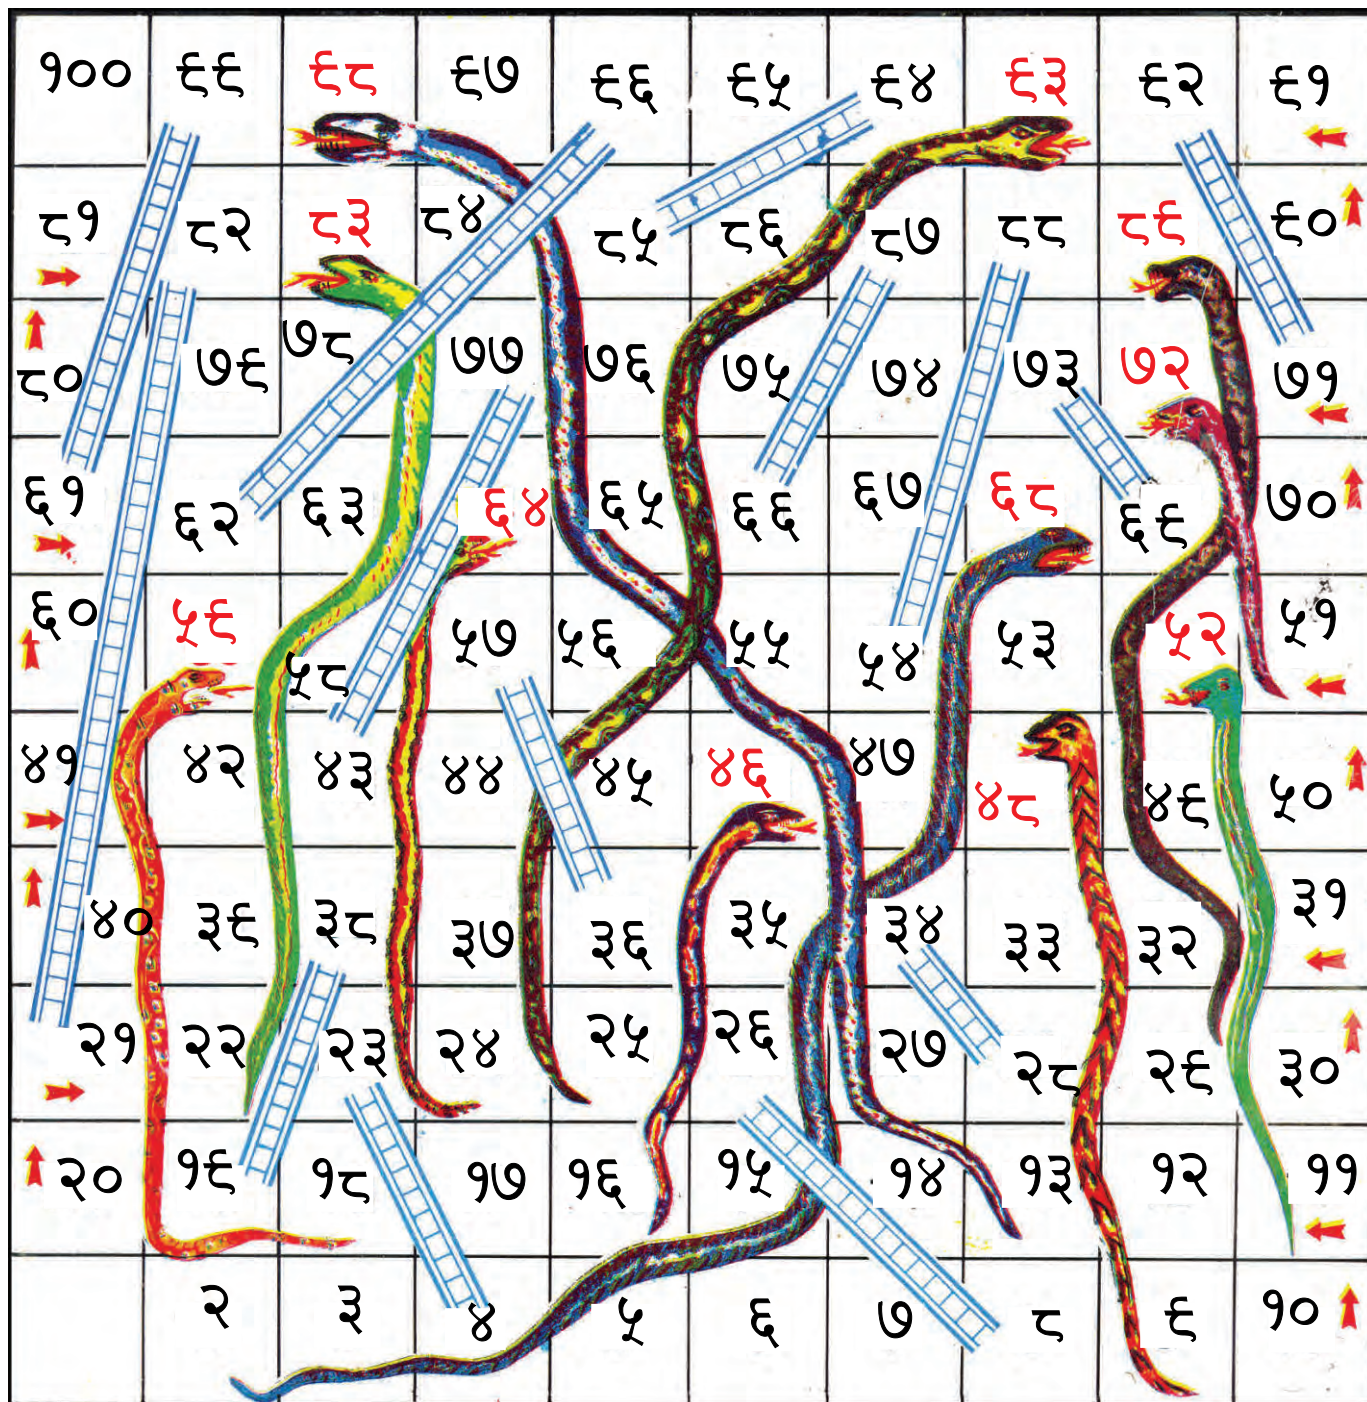 १०० ९९ ९८ ९७ ९६ ९५ ९४ ९३ ९२ ९१
८१ ८२ ८३ ८४ ८५ ८६ ८७ ८८ ८९ ९०
८० ७९ ७८ ७७ ७६ ७५ ७४ ७३ ७२ ७१
६१ ६२ ६३ ६४ ६५ ६६ ६७ ६८ ६९ ७०
६० ५९ ५८ ५७ ५६ ५५ ५४ ५३ ५२ ५१
४१ ४२ ४३ ४४ ४५ ४६ ४७ ४८ ४९ ५०
४० ३९ ३८ ३७ ३६ ३५ ३४ ३३ ३२ ३१
२१ २२ २३ २४ २५ २६ २७ २८ २९ ३०
२० १९ १८ १७ १६ १५ १४ १३ १२ ११
२ ३ ४ ५ ६ ७ ८ ९ १०